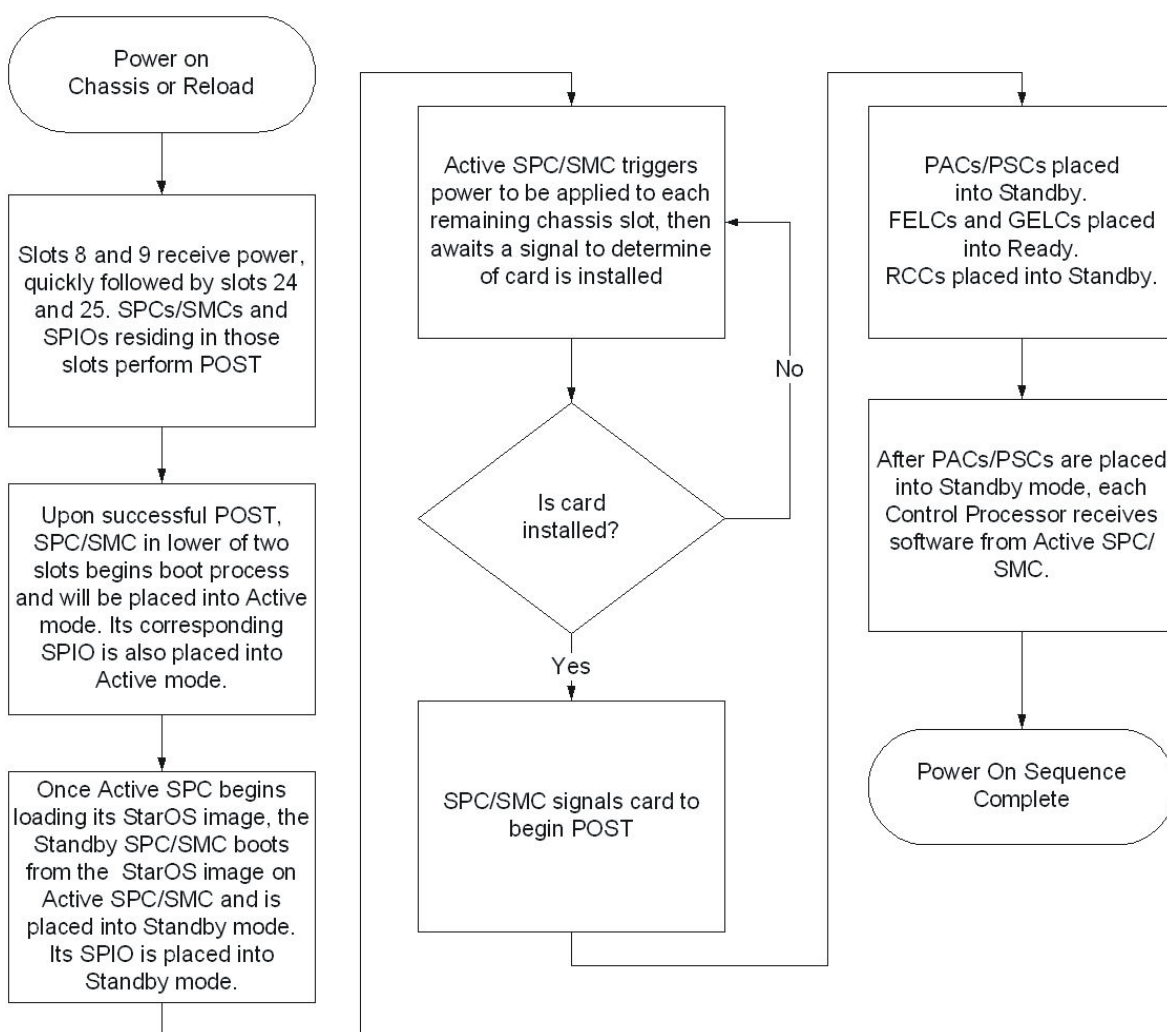 Power on
Chassis or Reload
Slots 8 and 9 receive power,
quickly followed by slots 24
and 25. SPCs/SMCs and
SPIOs residing in those
slots perform POST
Upon successful POST,
SPC/SMC in lower of two
slots begins boot process
and will be placed into Active
mode. Its corresponding
SPIO is also placed into
Active mode.
Once Active SPC begins
loading its StarOS image, the
Standby SPC/SMC boots
from the StarOS image on
Active SPC/SMC and is
placed into Standby mode.
Its SPIO is placed into
Standby mode.
Active SPC/SMC triggers
power to be applied to each
remaining chassis slot, then
awaits a signal to determine
of card is installed
No
Is card
installed?
Yes
SPC/SMC signals card to
begin POST
PACs/PSCs placed
into Standby.
FELCs and GELCs placed
into Ready.
RCCs placed into Standby.
After PACs/PSCs are placed
into Standby mode, each
Control Processor receives
software from Active SPC/
SMC.
Power On Sequence
Complete